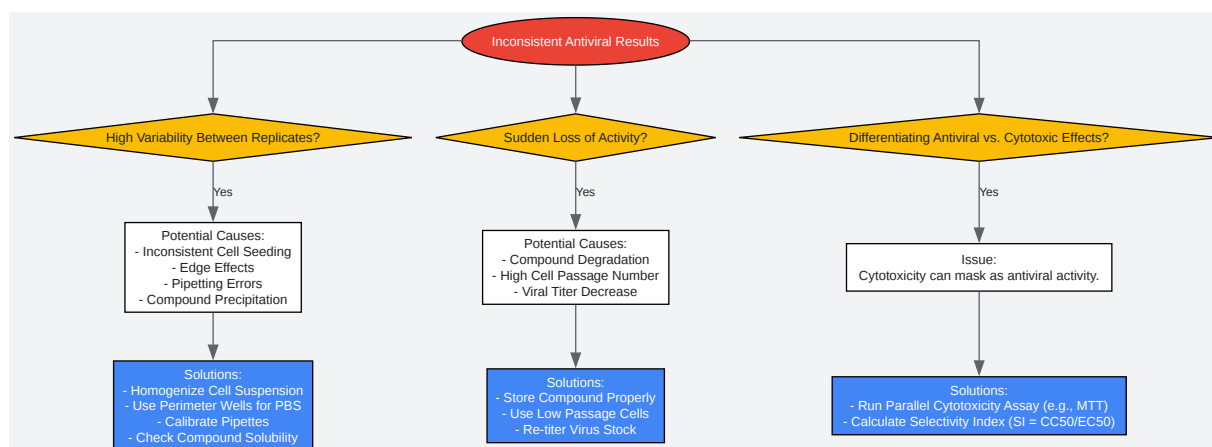 Inconsistent Antiviral Results
High Variability Between Replicates?
Sudden Loss of Activity?
Differentiating Antiviral vs. Cytotoxic Effects?
Yes
Yes
Yes
Potential Causes:
- Inconsistent Cell Seeding
- Edge Effects
- Pipetting Errors
- Compound Precipitation
Potential Causes:
- Compound Degradation
- High Cell Passage Number
- Viral Titer Decrease
Issue:
Cytotoxicity can mask as antiviral activity.
Solutions:
- Homogenize Cell Suspension
- Use Perimeter Wells for PBS
- Calibrate Pipettes
- Check Compound Solubility
Solutions:
- Store Compound Properly
- Use Low Passage Cells
- Re-titer Virus Stock
Solutions:
- Run Parallel Cytotoxicity Assay (e.g., MTT)
- Calculate Selectivity Index (SI = CC50/EC50)